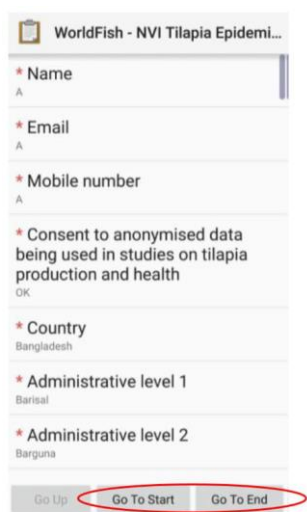 WorldFish - NVI Tilapia Epidemi...
* Name
A
* Email
A
* Mobile number
A
* Consent to anonymised data
being used in studies on tilapia
production and health
OK
* Country
Bangladesh
* Administrative level 1
Barisal
* Administrative level 2
Barguna
Go Up Go To Start Go To End